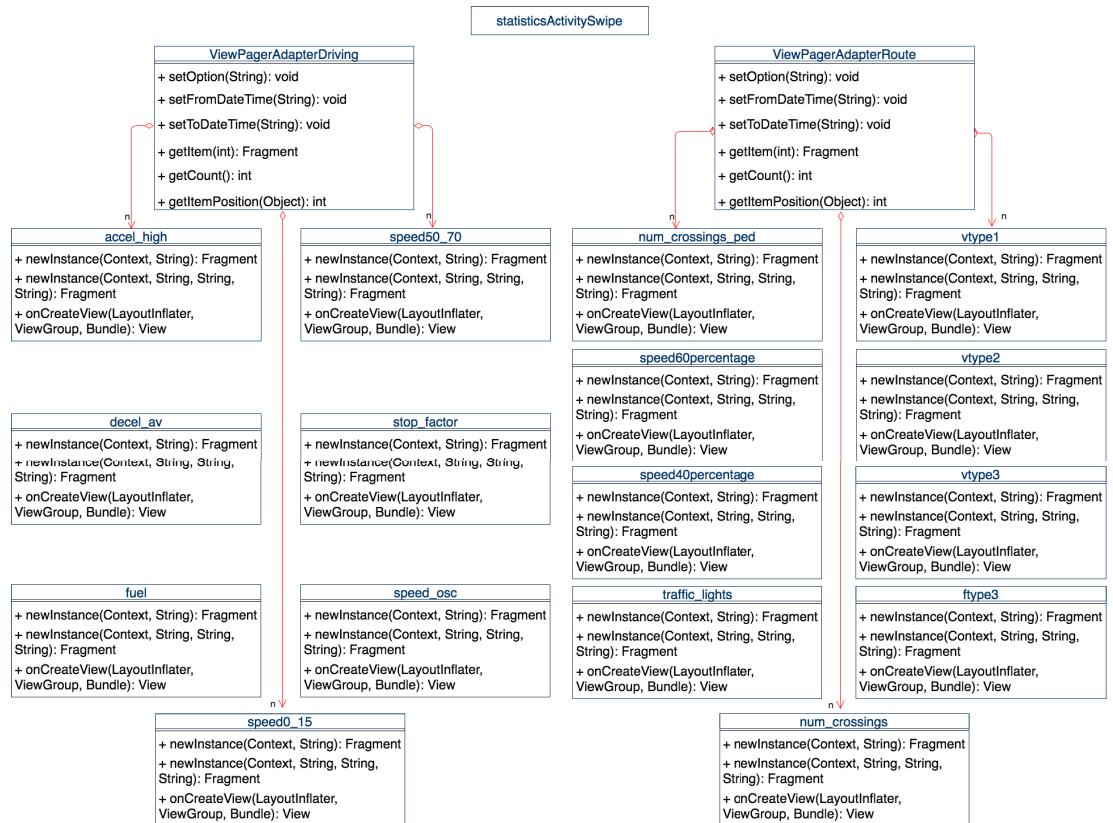 statisticsActivitySwipe
ViewPagerAdapterDriving
+ setOption(String): void
+ setFromDateTime(String): void
+ setToDateTime(String): void
+ getItem(int): Fragment
+ getCount(): int
+ getItemPosition(Object): int
n
n
accel_high
+ newInstance(Context, String): Fragment
+ newInstance(Context, String, String,
String): Fragment
+ onCreateView(LayoutInflater,
ViewGroup, Bundle): View
speed50_70
+ newInstance(Context, String): Fragment
+ newInstance(Context, String, String,
String): Fragment
+ onCreateView(LayoutInflater,
ViewGroup, Bundle): View
decel_av
+ newInstance(Context, String): Fragment
+ newInstance(Context, String, String,
String): Fragment
+ onCreateView(LayoutInflater,
ViewGroup, Bundle): View
stop_factor
+ newInstance(Context, String): Fragment
+ newInstance(Context, String, String,
String): Fragment
+ onCreateView(LayoutInflater,
ViewGroup, Bundle): View
fuel
+ newInstance(Context, String): Fragment
+ newInstance(Context, String, String,
String): Fragment
+ onCreateView(LayoutInflater,
ViewGroup, Bundle): View
speed_osc
+ newInstance(Context, String): Fragment
+ newInstance(Context, String, String,
String): Fragment
+ onCreateView(LayoutInflater,
ViewGroup, Bundle): View
n
speed0_15
+ newInstance(Context, String): Fragment
+ newInstance(Context, String, String,
String): Fragment
+ onCreateView(LayoutInflater,
ViewGroup, Bundle): View
ViewPagerAdapterRoute
+ setOption(String): void
+ setFromDateTime(String): void
+ setToDateTime(String): void
+ getItem(int): Fragment
+ getCount(): int
+ getItemPosition(Object): int
n
n
num_crossings_ped
+ newInstance(Context, String): Fragment
+ newInstance(Context, String, String,
String): Fragment
+ onCreateView(LayoutInflater,
ViewGroup, Bundle): View
vtype1
+ newInstance(Context, String): Fragment
+ newInstance(Context, String, String,
String): Fragment
+ onCreateView(LayoutInflater,
ViewGroup, Bundle): View
speed60percentage
+ newInstance(Context, String): Fragment
+ newInstance(Context, String, String,
String): Fragment
+ onCreateView(LayoutInflater,
ViewGroup, Bundle): View
vtype2
+ newInstance(Context, String): Fragment
+ newInstance(Context, String, String,
String): Fragment
+ onCreateView(LayoutInflater,
ViewGroup, Bundle): View
speed40percentage
+ newInstance(Context, String): Fragment
+ newInstance(Context, String, String,
String): Fragment
+ onCreateView(LayoutInflater,
ViewGroup, Bundle): View
vtype3
+ newInstance(Context, String): Fragment
+ newInstance(Context, String, String,
String): Fragment
+ onCreateView(LayoutInflater,
ViewGroup, Bundle): View
traffic_lights
+ newInstance(Context, String): Fragment
+ newInstance(Context, String, String,
String): Fragment
+ onCreateView(LayoutInflater,
ViewGroup, Bundle): View
ftype3
+ newInstance(Context, String): Fragment
+ newInstance(Context, String, String,
String): Fragment
+ onCreateView(LayoutInflater,
ViewGroup, Bundle): View
n
num_crossings
+ newInstance(Context, String): Fragment
+ newInstance(Context, String, String,
String): Fragment
+ onCreateView(LayoutInflater,
ViewGroup, Bundle): View